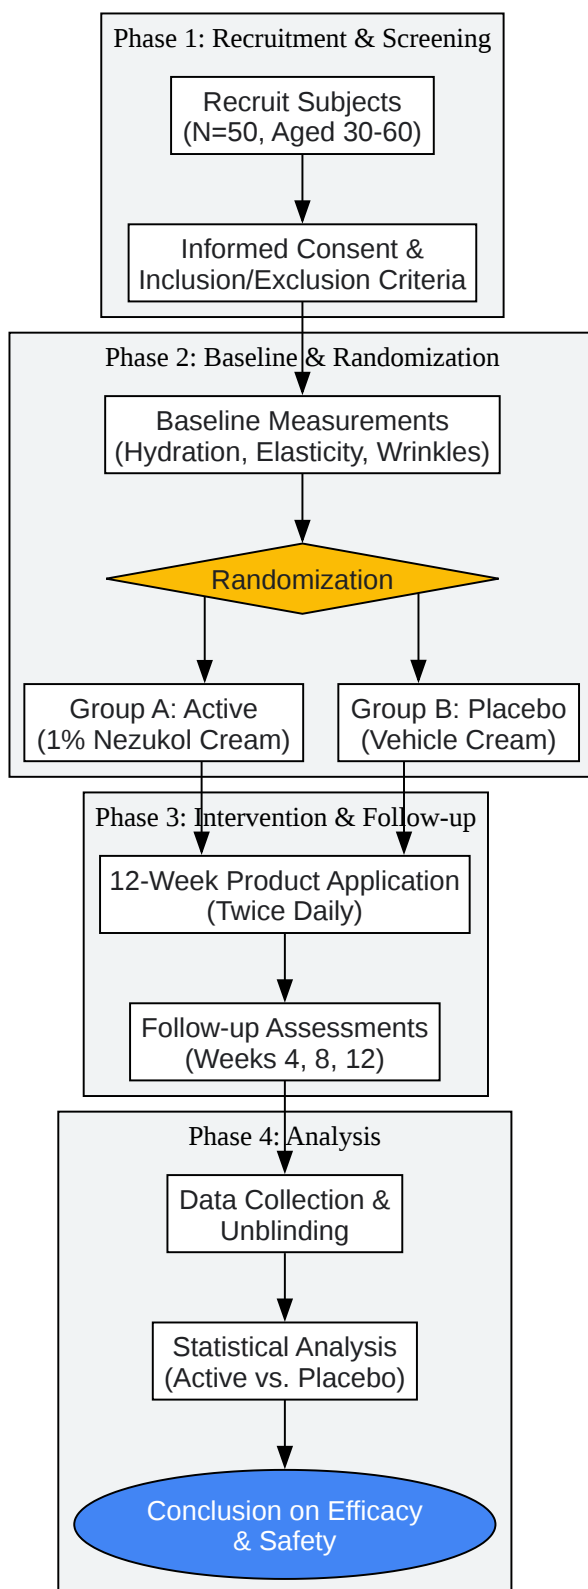 Phase 1: Recruitment & Screening
Recruit Subjects
(N=50, Aged 30-60)
Informed Consent &
Inclusion/Exclusion Criteria
Phase 2: Baseline & Randomization
Baseline Measurements
(Hydration, Elasticity, Wrinkles)
Randomization
Group A: Active
(1% Nezukol Cream)
Group B: Placebo
(Vehicle Cream)
Phase 3: Intervention & Follow-up
12-Week Product Application
(Twice Daily)
Follow-up Assessments
(Weeks 4, 8, 12)
Phase 4: Analysis
Data Collection &
Unblinding
Statistical Analysis
(Active vs. Placebo)
Conclusion on Efficacy
& Safety